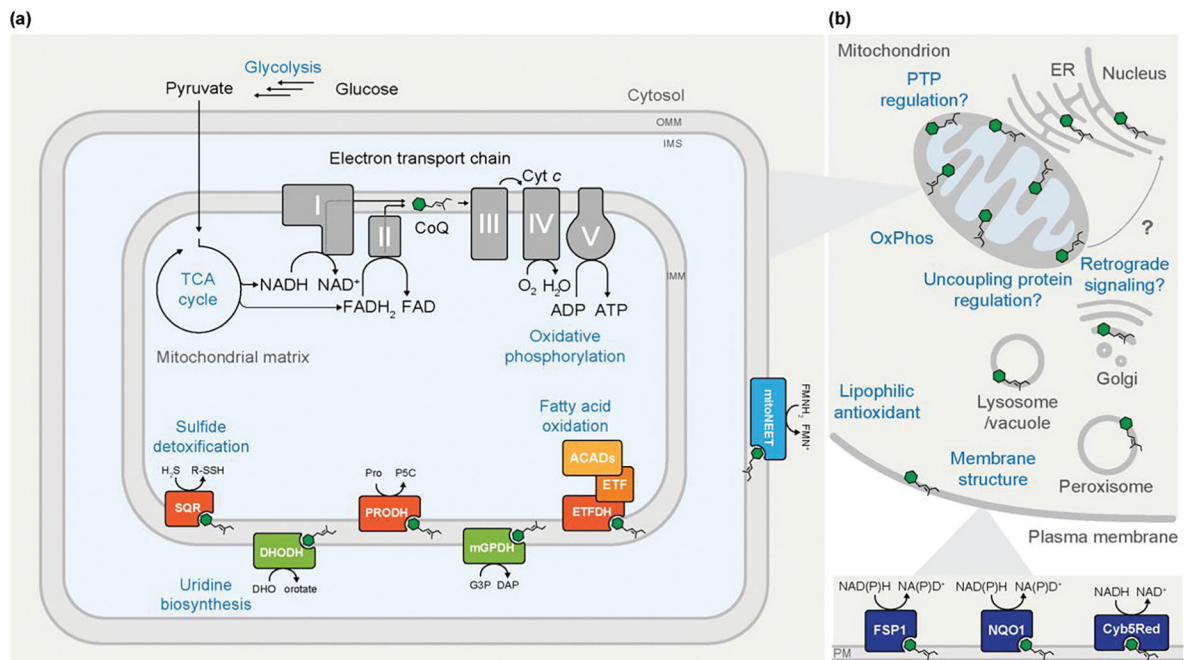 (a)
Glycolysis
Pyruvate
Glucose
Cytosol
OMM
IMS
Electron transport chain
Cyt c
I
II
III
IV
V
CoQ
IMM
TCA
cycle
NADH
NAD⁺
FADH₂
FAD
O₂
H₂O
ADP
ATP
Mitochondrial matrix
Oxidative
phosphorylation
Sulfide
detoxification
H₂S
R-SSH
SQR
DHODH
DHO
orotate
Uridine
biosynthesis
Pro
P5C
PRODH
mGPDH
G3P
DAP
Fatty acid
oxidation
ACADs
ETF
ETFDH
mitoNEET
FMNH₂
FMN⁺
(b)
Mitochondrion
PTP
regulation?
ER
Nucleus
OxPhos
?
Uncoupling protein
regulation?
Retrograde
signaling?
Golgi
Lysosome
/vacuole
Lipophilic
antioxidant
Membrane
structure
Peroxisome
Plasma membrane
NAD(P)H
NA(P)D⁺
FSP1
NAD(P)H
NA(P)D⁺
NQO1
NADH
NAD⁺
Cyb5Red
PM